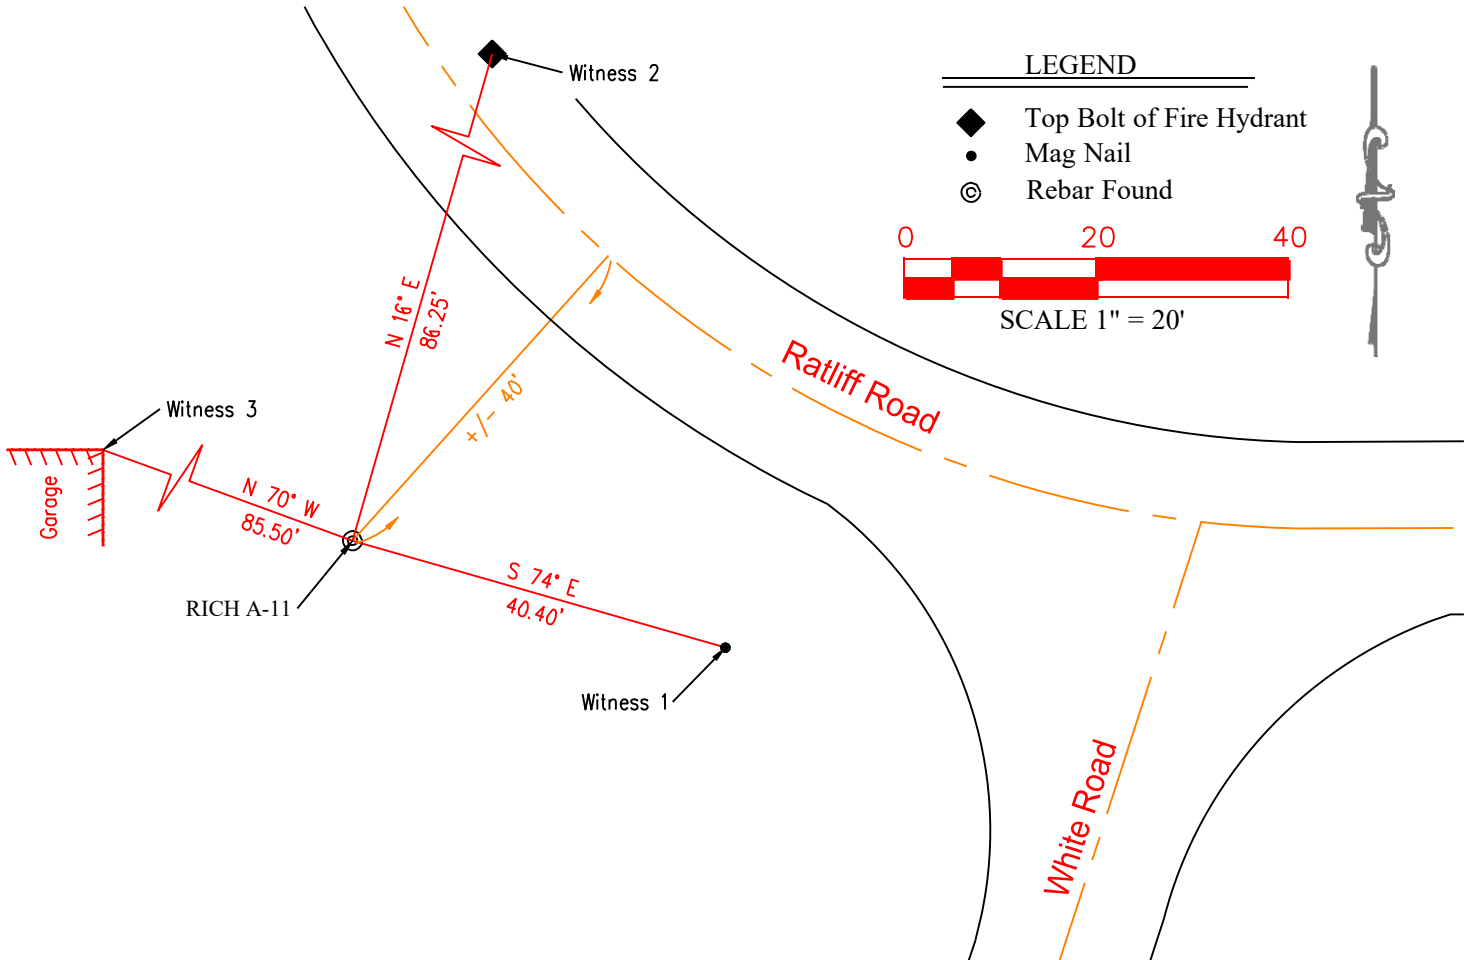 Witness 2
LEGEND
Top Bolt of Fire Hydrant
Mag Nail
Rebar Found
0 20 40
SCALE 1" = 20'
N 16° E
86.25'
+/- 40'
Ratliff Road
Witness 3
Garage
N 70° W
85.50'
RICH A-11
S 74° E
40.40'
Witness 1
White Road